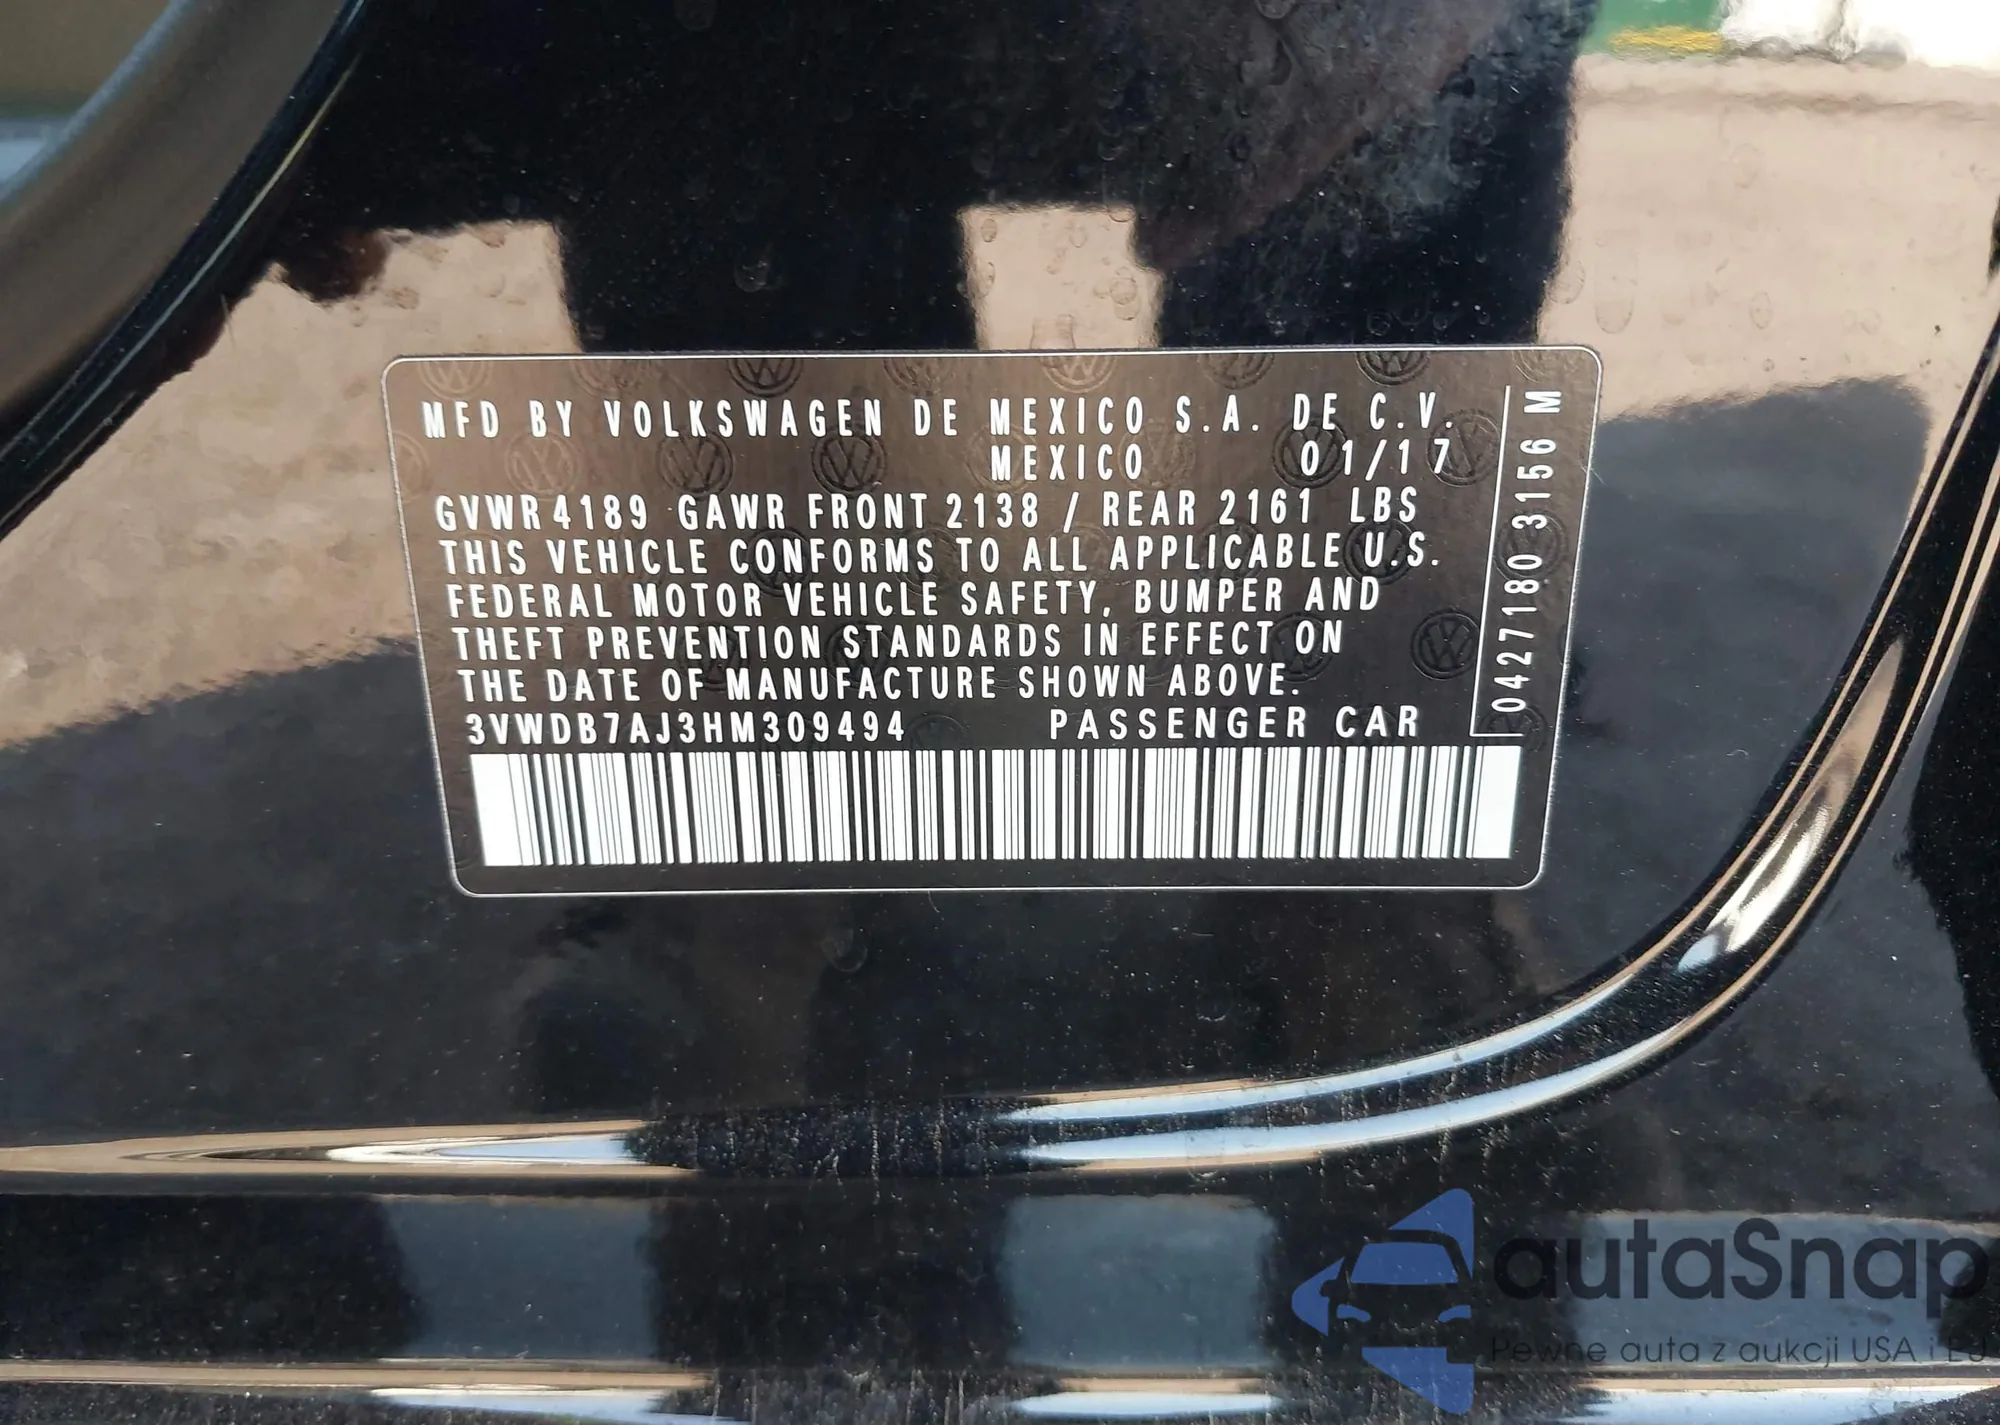 MFD BY VOLKSWAGEN DE MEXICO S.A. DE C.V.
MEXICO 01/17
GVWR 4189 GAWR FRONT 2138 / REAR 2161 LBS
THIS VEHICLE CONFORMS TO ALL APPLICABLE U.S.
FEDERAL MOTOR VEHICLE SAFETY, BUMPER AND
THEFT PREVENTION STANDARDS IN EFFECT ON
THE DATE OF MANUFACTURE SHOWN ABOVE.
3VWDB7AJ3HM309494 PASSENGER CAR
0427180 3156 M
autaSnap
Pewne auta z aukcji USA i EU